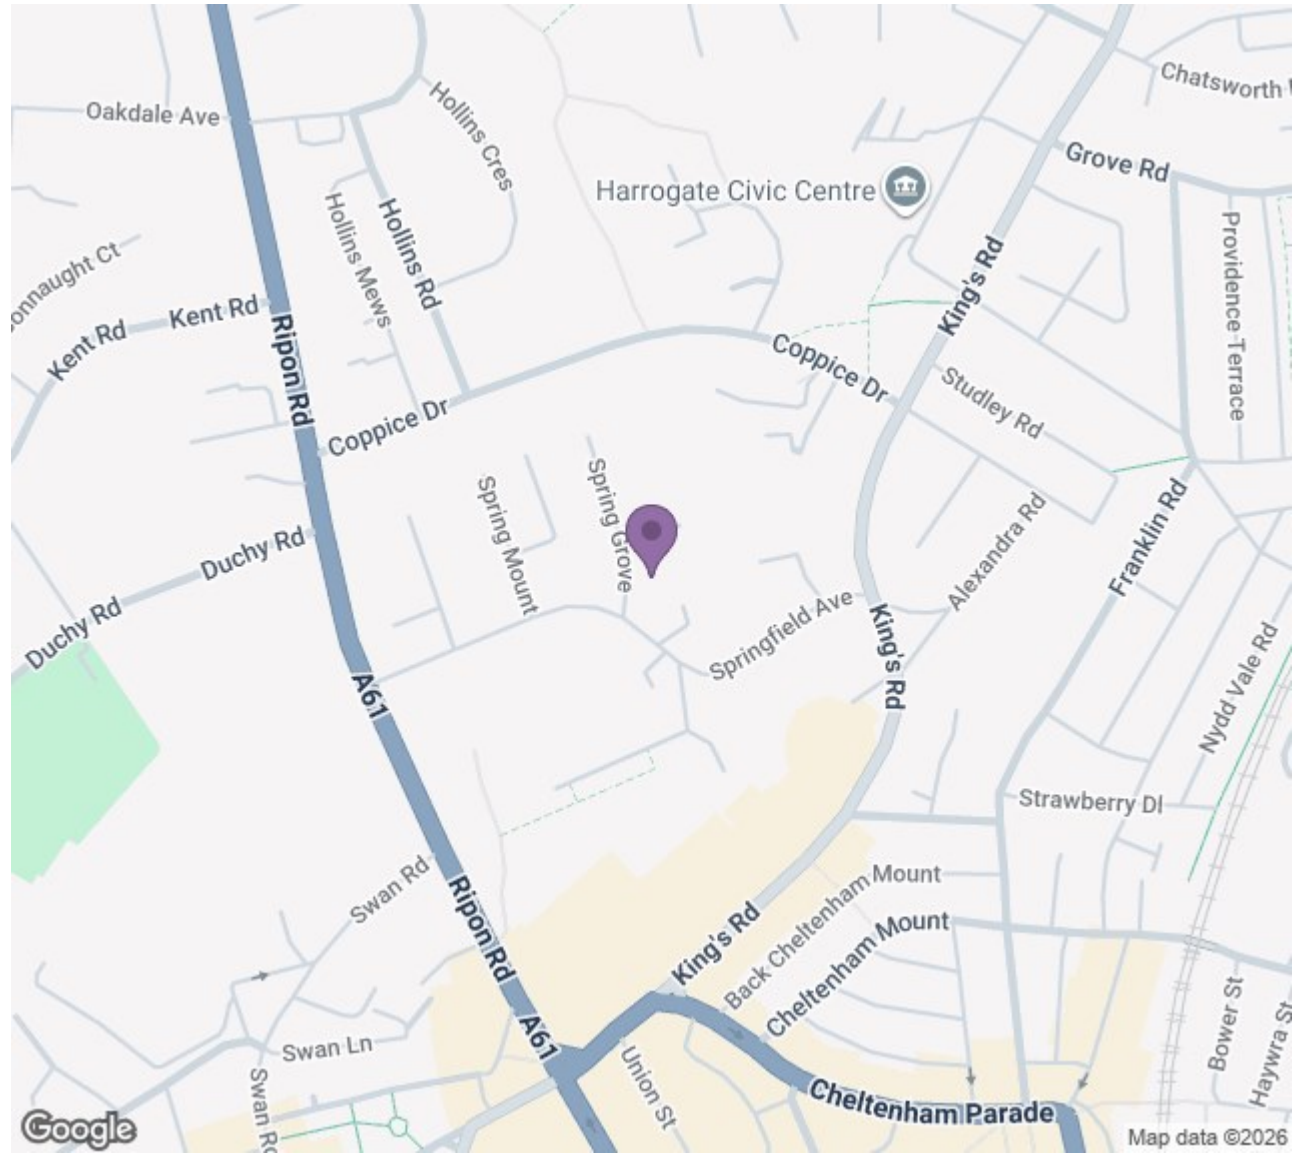 Chatsworth
Oakdale Ave
Hollins Cres
Grove Rd
Harrogate Civic Centre
Hollins Mews
Hollins Rd
Providence Terrace
King's Rd
onnaught Ct
Kent Rd
Kent Rd
Ripon Rd
Coppice Dr
Studley Rd
Coppice Dr
Spring Mount
Spring Grove
Alexandra Rd
Franklin Rd
Duchy Rd
Duchy Rd
Springfield Ave
King's Rd
Nydd Vale Rd
A61
Strawberry Dl
Swan Rd
Ripon Rd
Back Cheltenham Mount
King's Rd
Cheltenham Mount
A61
Swan Ln
Union St
Bower St
Haywra St
Swan Rd
Cheltenham Parade
Google
Map data ©2026